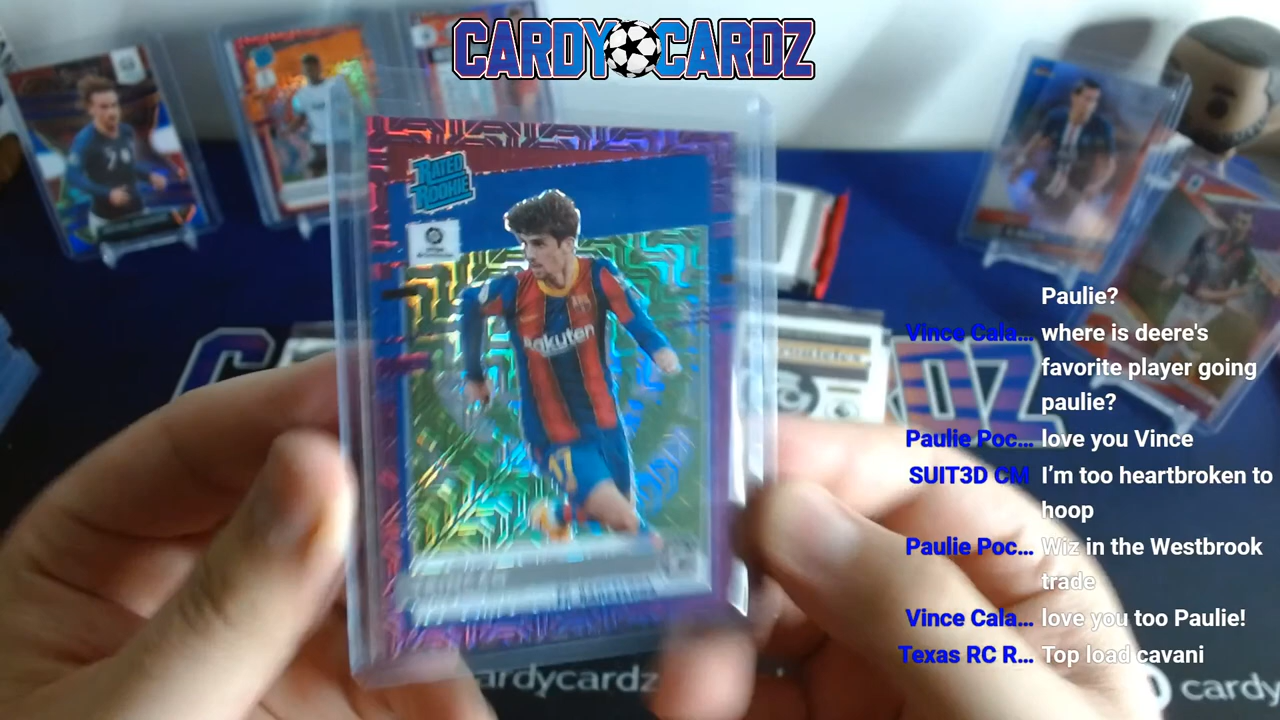 CARDY CARDZ
RATED
ROOKIE
Rakuten
17
Paulie?
Vince Cala... where is deere's
favorite player going
paulie?
Paulie Poc... love you Vince
SUIT3D CM I'm too heartbroken to
hoop
Paulie Poc... Wiz in the Westbrook
trade
Vince Cala... love you too Paulie!
Texas RC R... Top load cavani
cardycardz
cardy